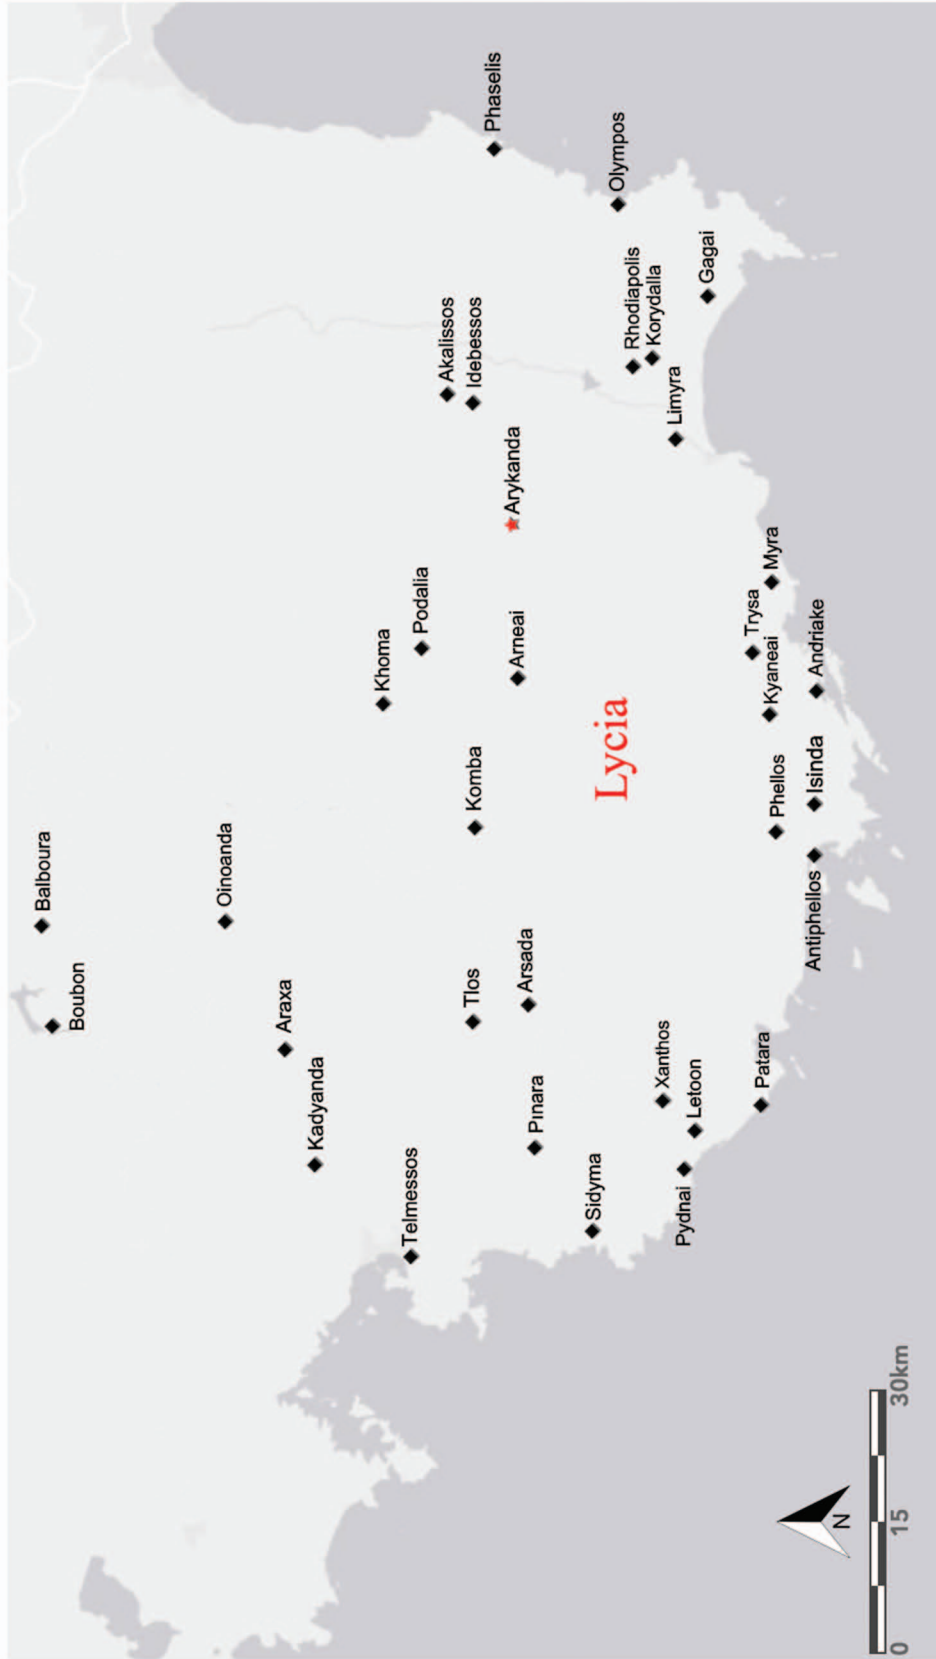 Balboura
Boubon
Oinoanda
Araxa
Kadyanda
Khoma
Telmessos
Podalia
Akalissos
Idebessos
Tlos
Komba
Phaselis
Arykanda
Arneai
Arsada
Pınara
Sidyma
Lycia
Olympos
Rhodiapolis
Korydalla
Xanthos
Limyra
Pydnai
Letoon
Gagai
Trysa
Patara
Kyaneai
Myra
Phellos
Antiphellos
Isinda
Andriake
N
0 15 30km